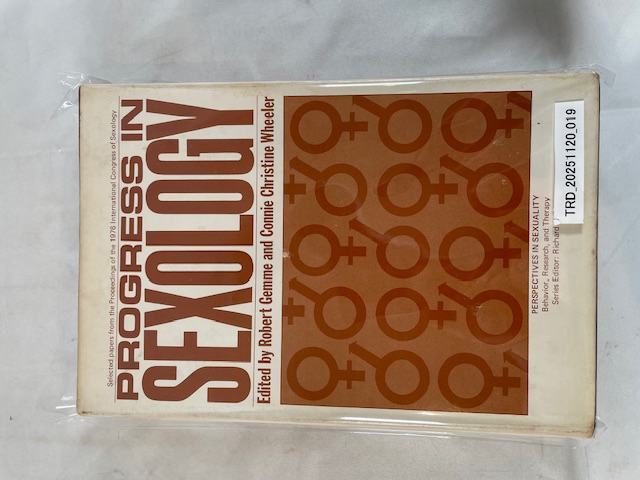 Selected papers from the Proceedings of the 1976 International Congress of Sexology
PROGRESS IN
SEXOLOGY
Edited by Robert Gemme and Connie Christine Wheeler
PERSPECTIVES IN SEXUALITY
Behavior, Research, and Therapy
Series Editor: Richard
TRD_20251120_019